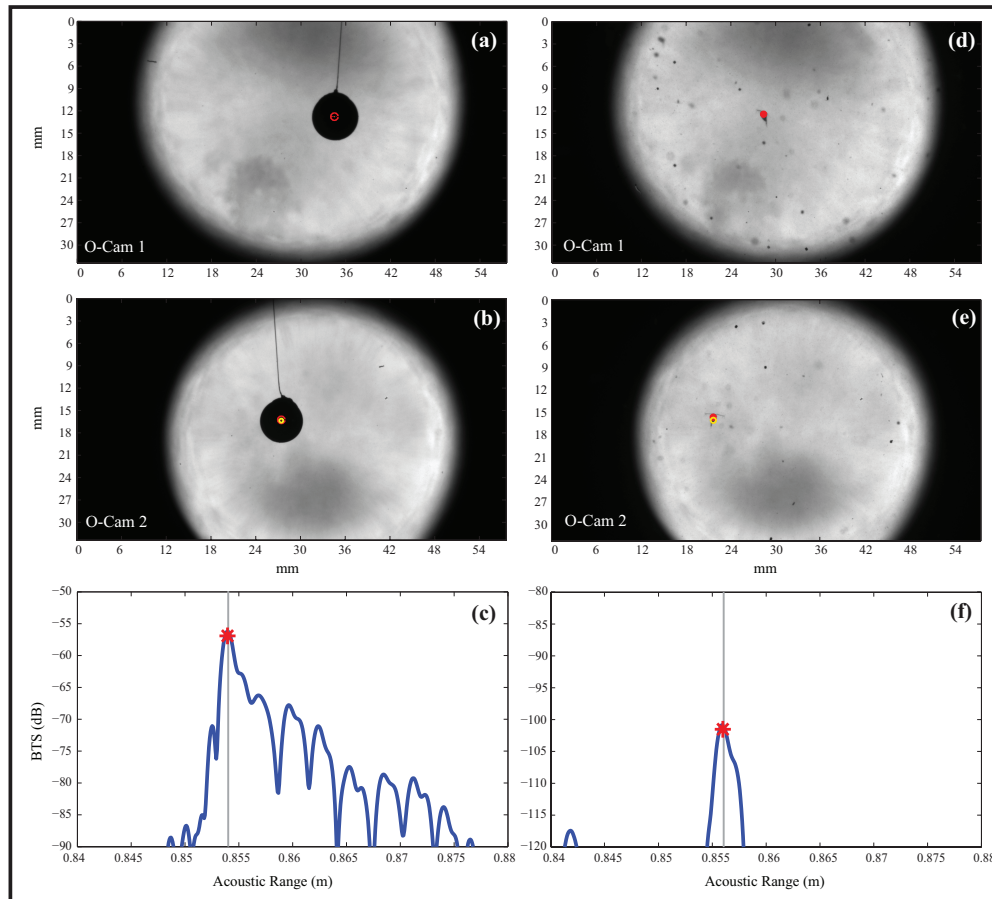 (a)
0
3
6
9
12
18
21
24
27
30
mm
O-Cam 1
0 6 12 18 24 30 36 42 48 54
(d)
0
3
6
9
12
18
21
24
27
30
O-Cam 1
0 6 12 18 24 30 36 42 48 54
(b)
0
3
6
9
12
15
18
21
24
27
30
mm
O-Cam 2
0 6 12 18 24 30 36 42 48 54
mm
(e)
0
3
6
9
12
15
18
21
24
27
30
O-Cam 2
0 6 12 18 24 30 36 42 48 54
mm
(c)
−50
−55
−60
−65
−70
−75
−80
−85
−90
BTS (dB)
0.84 0.845 0.85 0.855 0.86 0.865 0.87 0.875 0.88
Acoustic Range (m)
(f)
−80
−85
−90
−95
−100
−105
−110
−115
−120
0.84 0.845 0.85 0.855 0.86 0.865 0.87 0.875 0.88
Acoustic Range (m)